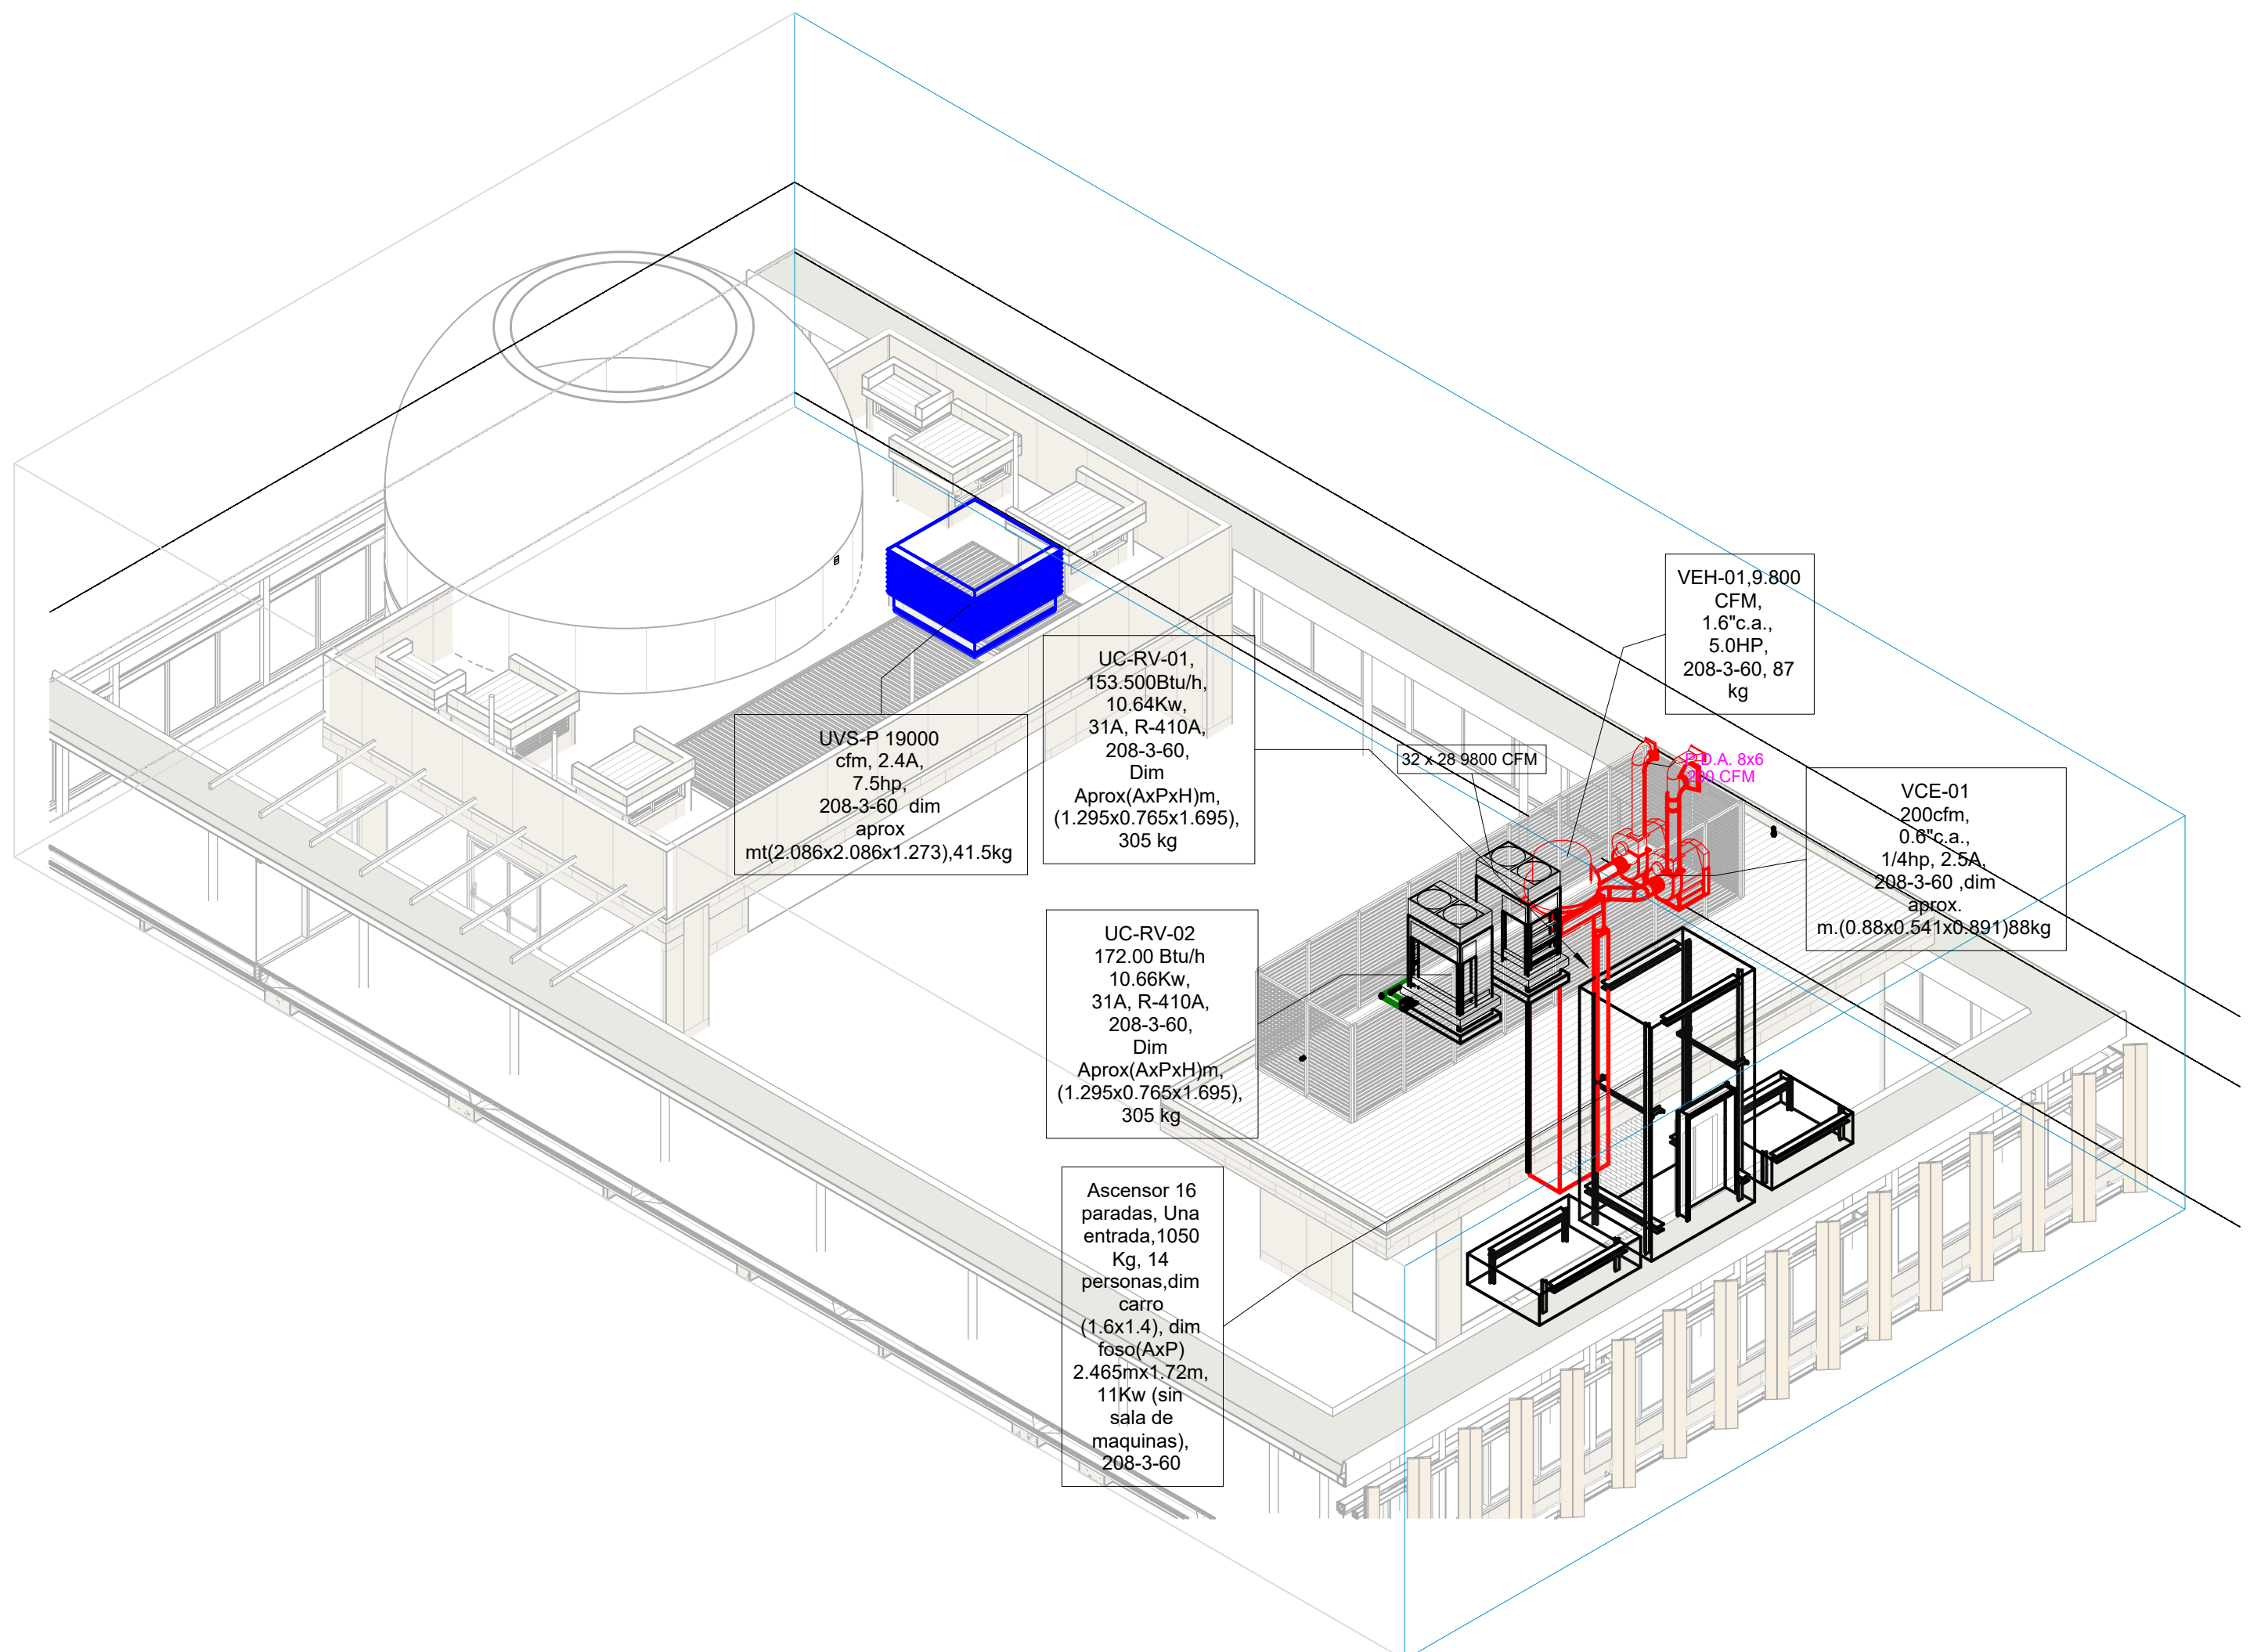 VEH-01,9.800
CFM,
1.6"c.a.,
5.0HP,
208-3-60, 87
kg
UC-RV-01,
153.500Btu/h,
10.64Kw,
31A, R-410A,
208-3-60,
Dim
Aprox(AxPxH)m,
(1.295x0.765x1.695),
305 kg
UVS-P 19000
cfm, 2.4A,
7.5hp,
208-3-60 dim
aprox
mt(2.086x2.086x1.273),41.5kg
32 x 28 9800 CFM
D.A. 8x6
CFM
VCE-01
200cfm,
0.6"c.a.,
1/4hp, 2.5A,
208-3-60 ,dim
aprox.
m.(0.88x0.541x0.891)88kg
UC-RV-02
172.00 Btu/h
10.66Kw,
31A, R-410A,
208-3-60,
Dim
Aprox(AxPxH)m,
(1.295x0.765x1.695),
305 kg
Ascensor 16
paradas, Una
entrada,1050
Kg, 14
personas,dim
carro
(1.6x1.4), dim
foso(AxP)
2.465mx1.72m,
11Kw (sin
sala de
maquinas),
208-3-60